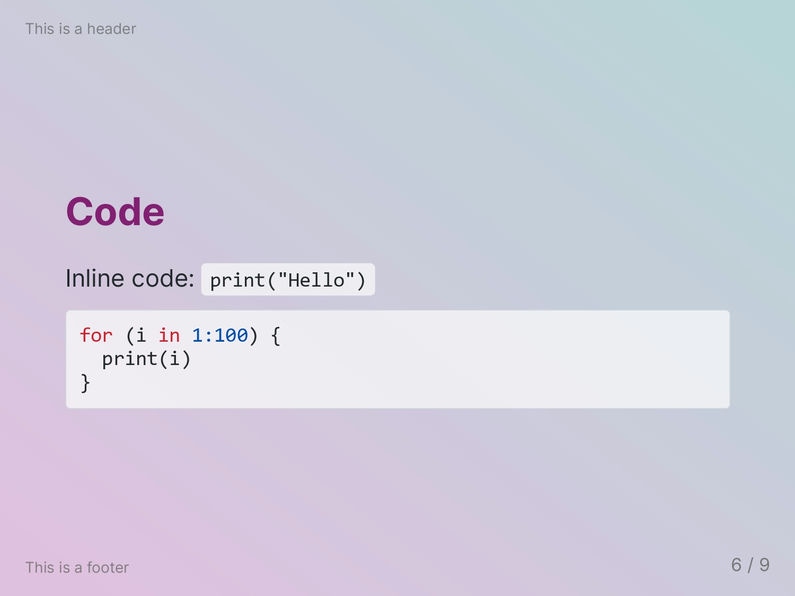 This is a header
Code
Inline code: print("Hello")
for (i in 1:100) {
  print(i)
}
This is a footer
6 / 9